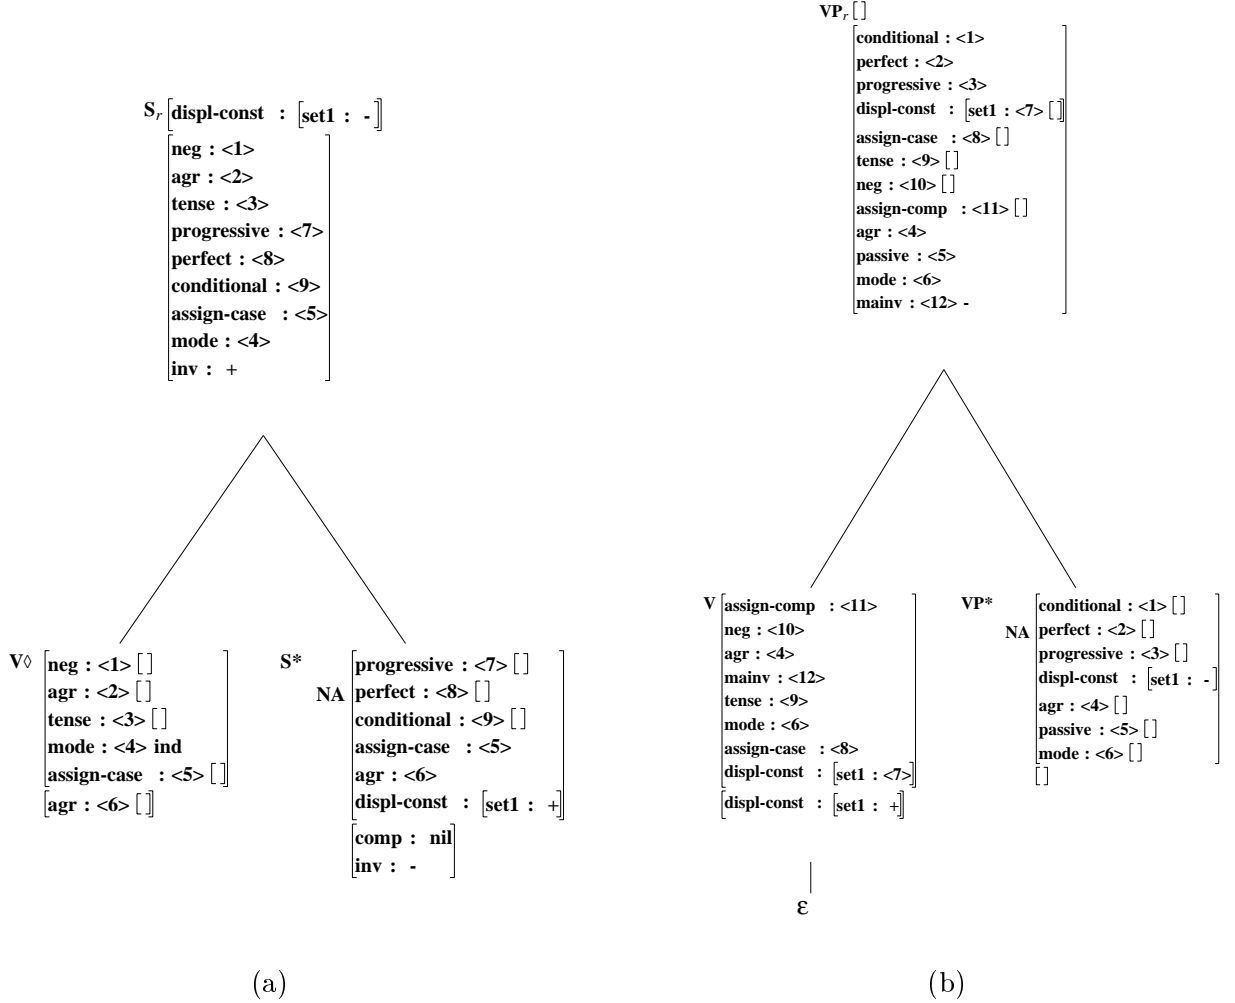 S_r [displ-const : [set1 : -]]
[neg : <1>
agr : <2>
tense : <3>
progressive : <7>
perfect : <8>
conditional : <9>
assign-case : <5>
mode : <4>
inv : +]
V◊ [neg : <1> []
agr : <2> []
tense : <3> []
mode : <4> ind
assign-case : <5> []]
[agr : <6> []]
S* [progressive : <7> []
NA perfect : <8> []
conditional : <9> []
assign-case : <5>
agr : <6>
displ-const : [set1 : +]]
[comp : nil
inv : -]
(a)
VP_r []
[conditional : <1>
perfect : <2>
progressive : <3>
displ-const : [set1 : <7> []]
assign-case : <8> []
tense : <9> []
neg : <10> []
assign-comp : <11> []
agr : <4>
passive : <5>
mode : <6>
mainv : <12> -]
V [assign-comp : <11>
neg : <10>
agr : <4>
mainv : <12>
tense : <9>
mode : <6>
assign-case : <8>
displ-const : [set1 : <7>]]
[displ-const : [set1 : +]]
ε
VP* [conditional : <1> []
NA perfect : <2> []
progressive : <3> []
displ-const : [set1 : -]
agr : <4> []
passive : <5> []
mode : <6> []]
[]
(b)